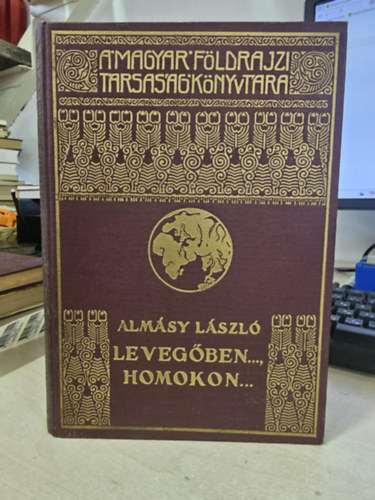 A MAGYAR FÖLDRAJZI
TÁRSASÁG KÖNYVTÁRA
ALMÁSY LÁSZLÓ
LEVEGŐBEN...,
HOMOKON...